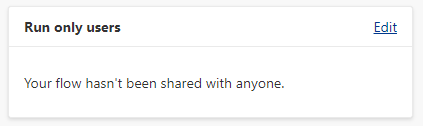 Run only users
Edit
Your flow hasn't been shared with anyone.